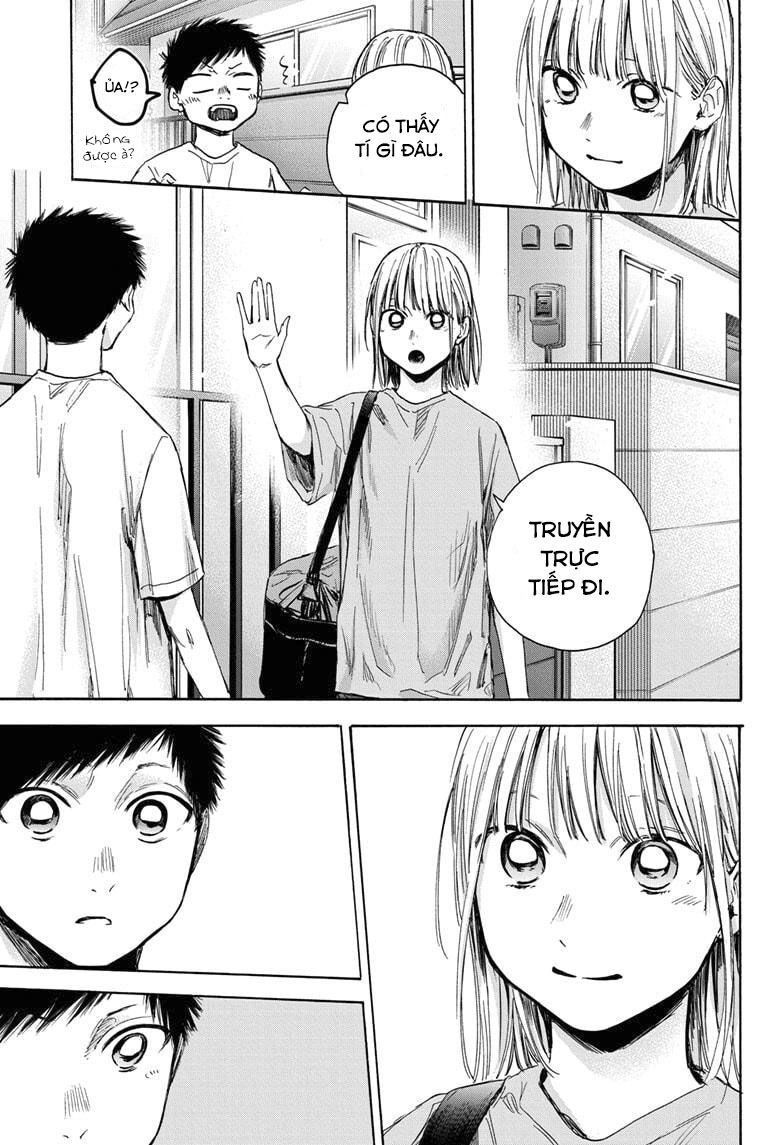 CÓ THẤY
TÍ GÌ ĐÂU.
ỦA!?
Không
được à?
TRUYỀN
TRỰC
TIẾP ĐI.